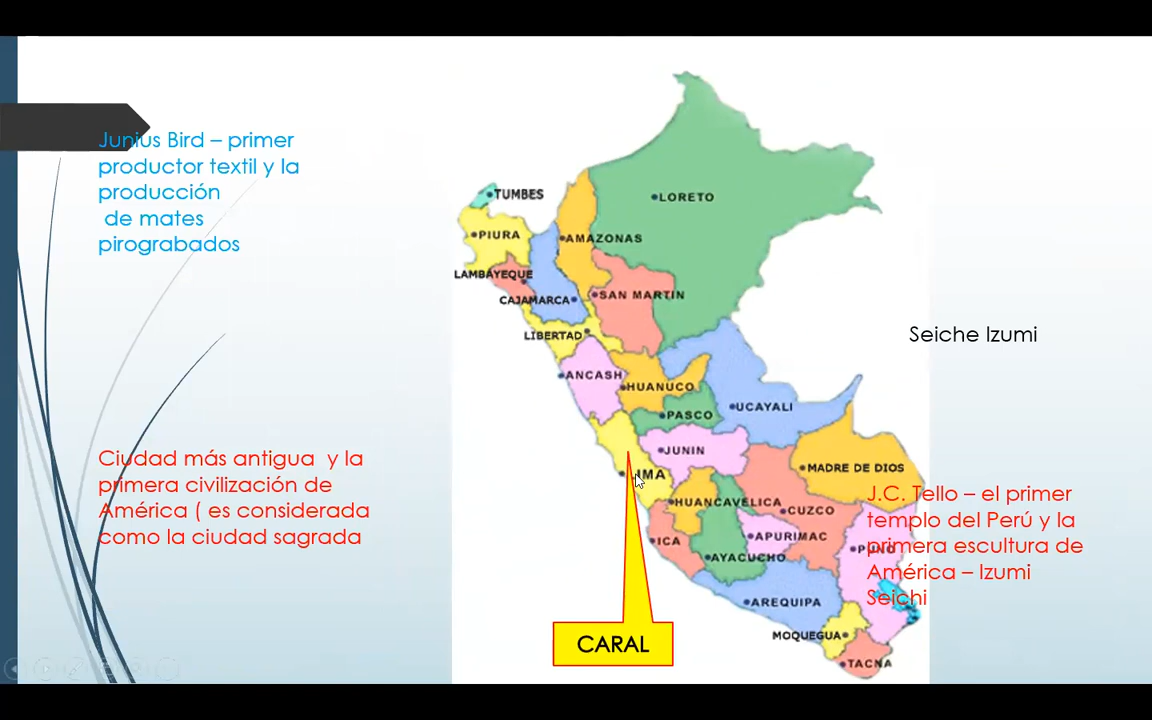 Junius Bird – primer
productor textil y la
producción
de mates
pirograbados
Ciudad más antigua y la
primera civilización de
América ( es considerada
como la ciudad sagrada
TUMBES
LORETO
PIURA
AMAZONAS
LAMBAYEQUE
SAN MARTIN
CAJAMARCA
LIBERTAD
ANCASH
HUANUCO
UCAYALI
PASCO
JUNIN
MADRE DE DIOS
IMA
HUANCAVELICA
CUZCO
ICA
APURIMAC
PUNO
AYACUCHO
AREQUIPA
MOQUEGUA
TACNA
CARAL
Seiche Izumi
J.C. Tello – el primer
templo del Perú y la
primera escultura de
América – Izumi
Seichi